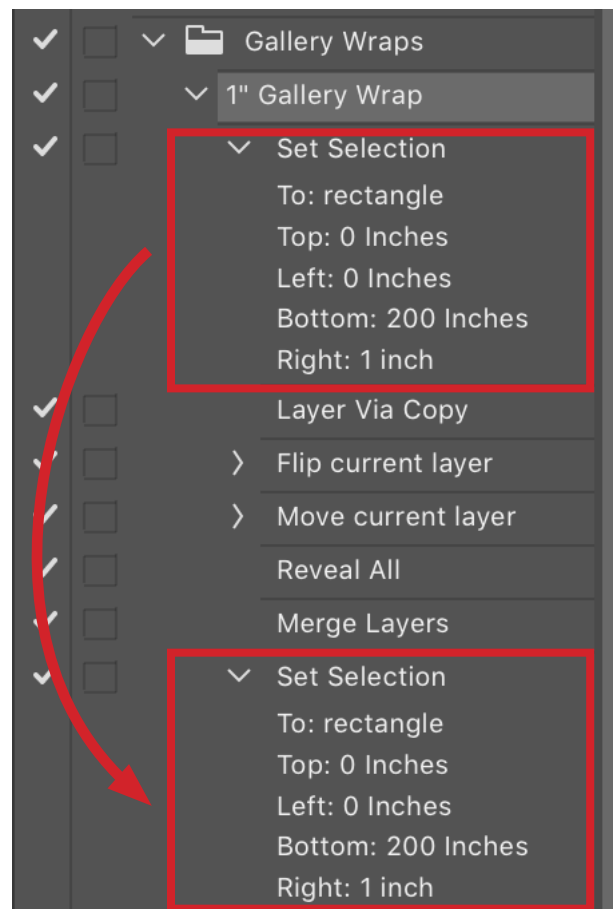 Gallery Wraps
1" Gallery Wrap
Set Selection
To: rectangle
Top: 0 Inches
Left: 0 Inches
Bottom: 200 Inches
Right: 1 inch
Layer Via Copy
Flip current layer
Move current layer
Reveal All
Merge Layers
Set Selection
To: rectangle
Top: 0 Inches
Left: 0 Inches
Bottom: 200 Inches
Right: 1 inch